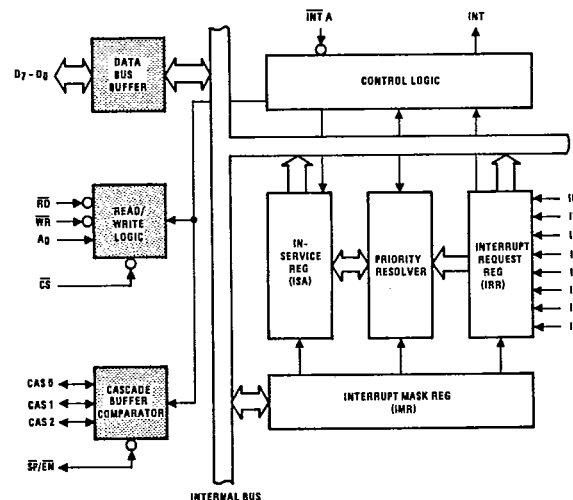 INT A
INT
DATA
BUS
BUFFER
D7 - D0
CONTROL LOGIC
RD
WR
A0
CS
READ/
WRITE
LOGIC
IN-
SERVICE
REG
(ISA)
PRIORITY
RESOLVER
INTERRUPT
REQUEST
REG
(IRR)
CAS 0
CAS 1
CAS 2
CASCADE
BUFFER
COMPARATOR
SP/EN
INTERRUPT MASK REG
(IMR)
INTERNAL BUS